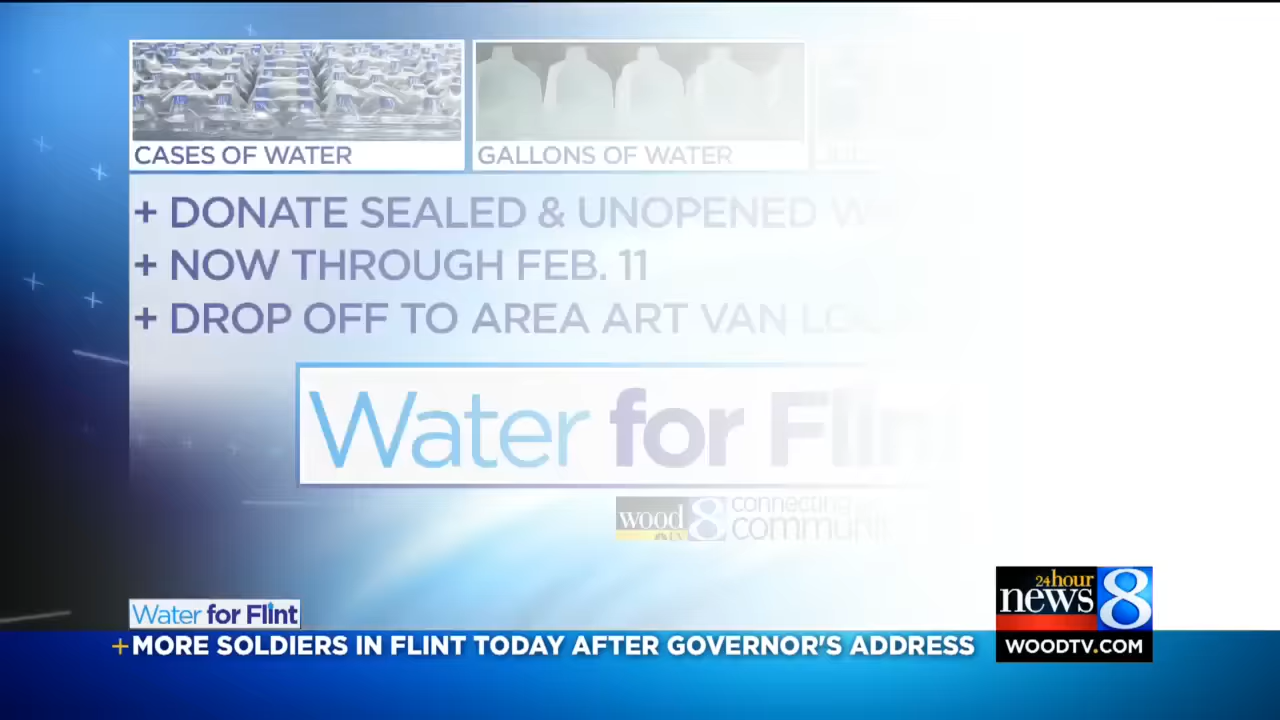 CASES OF WATER
GALLONS OF WATER
+ DONATE SEALED & UNOPENED
+ NOW THROUGH FEB. 11
+ DROP OFF TO AREA ART VAN
Water for Flint
wood 8 connecting
Water for Flint
+MORE SOLDIERS IN FLINT TODAY AFTER GOVERNOR'S ADDRESS
24hour
news 8
WOODTV.COM